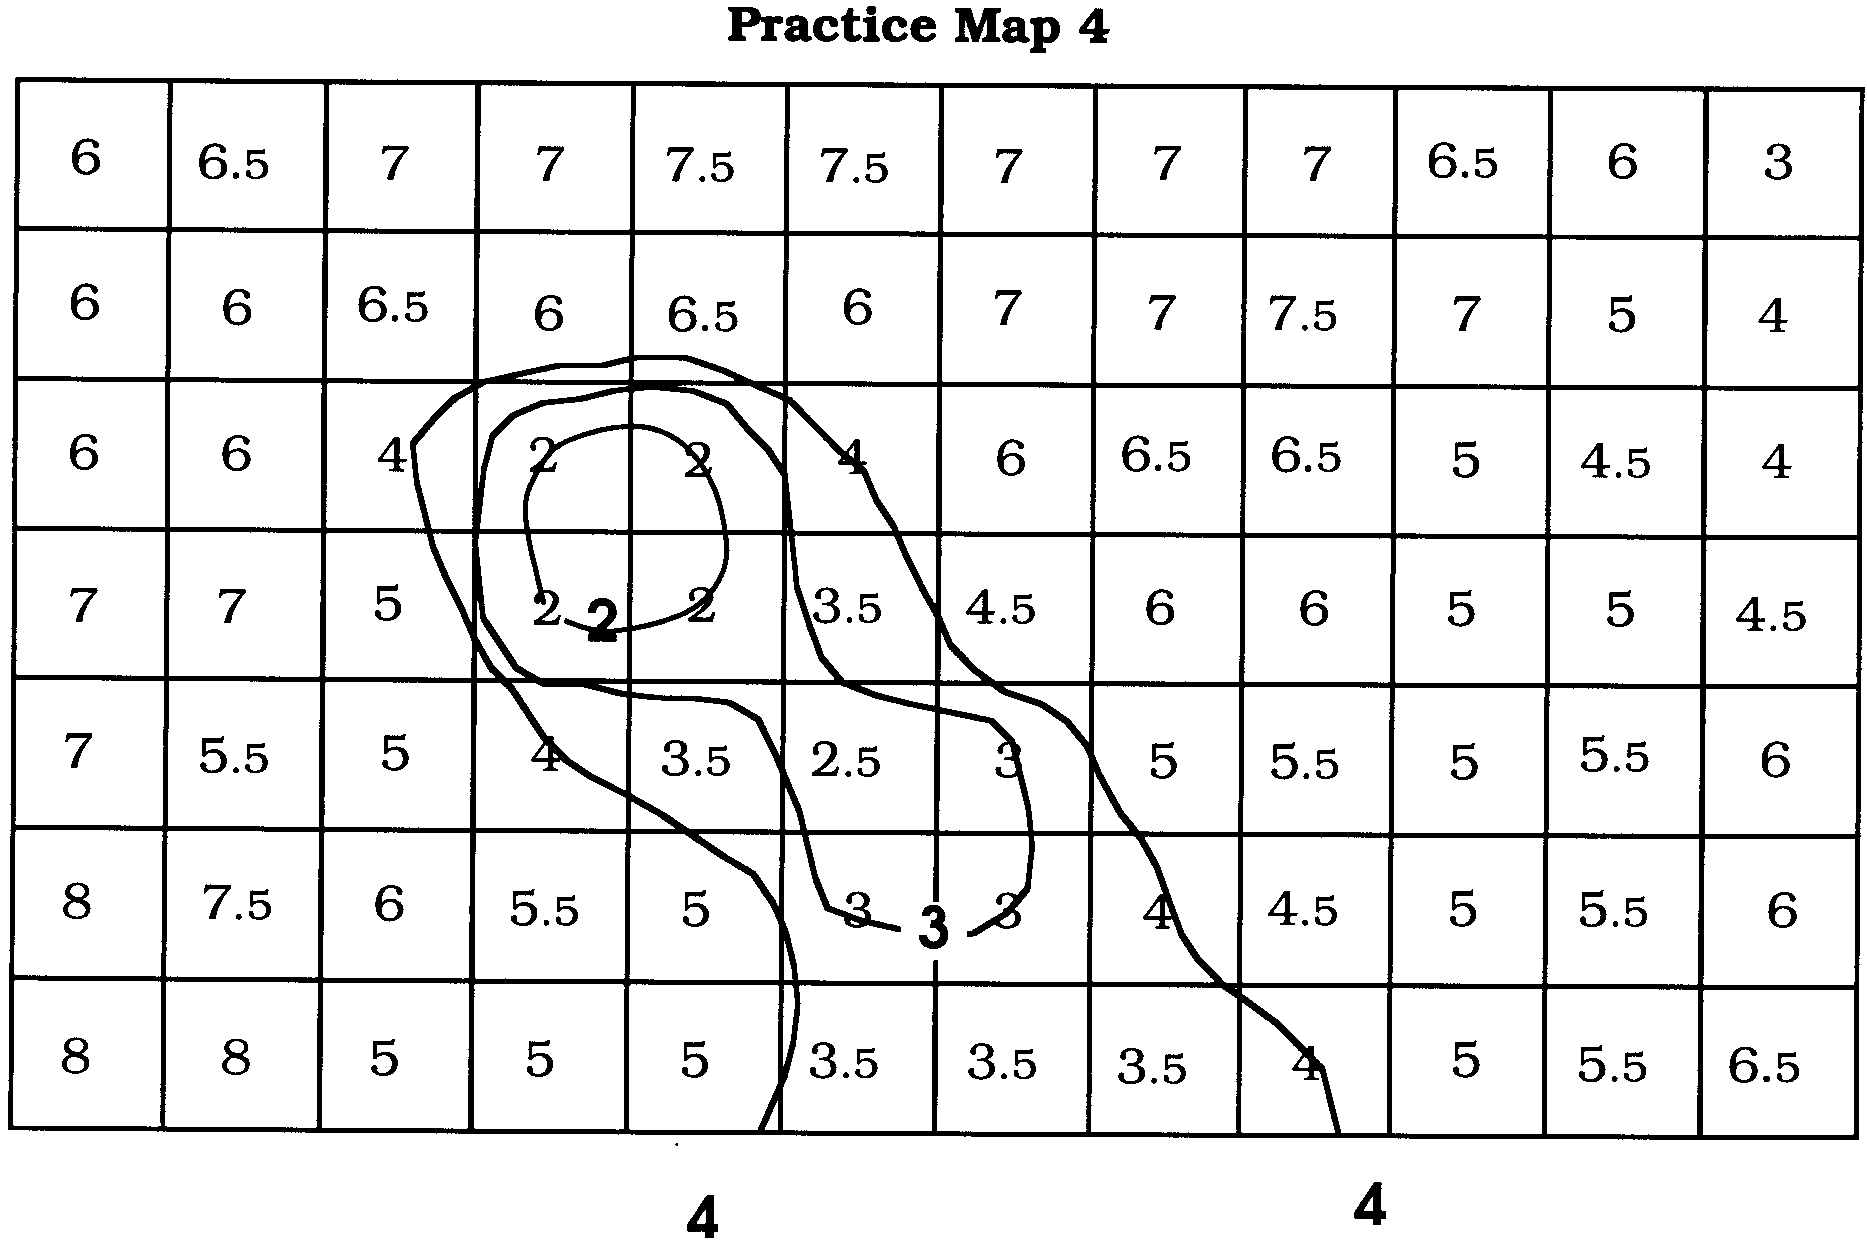 Practice Map 4
6 6.5 7 7 7.5 7.5 7 7 7 6.5 6 3
6 6 6.5 6 6.5 6 7 7 7.5 7 5 4
6 6 4 2 2 4 6 6.5 6.5 5 4.5 4
7 7 5 2 2 2 3.5 4.5 6 6 5 5 4.5
7 5.5 5 4 3.5 2.5 3 5 5.5 5 5.5 6
8 7.5 6 5.5 5 3 3 3 4 4.5 5 5.5 6
8 8 5 5 5 3.5 3.5 3.5 4 5 5.5 6.5
4 4